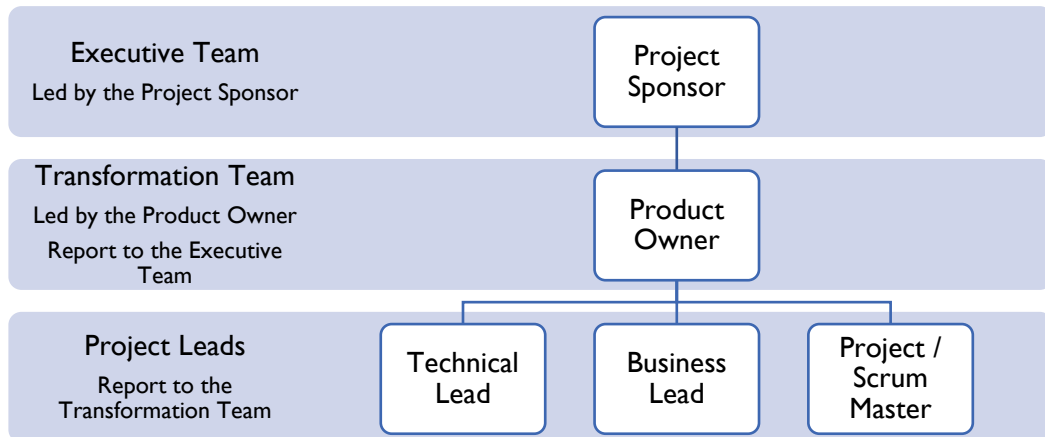 Executive Team
Led by the Project Sponsor
Project
Sponsor
Transformation Team
Led by the Product Owner
Report to the Executive
Team
Product
Owner
Project Leads
Report to the
Transformation Team
Technical
Lead
Business
Lead
Project /
Scrum
Master